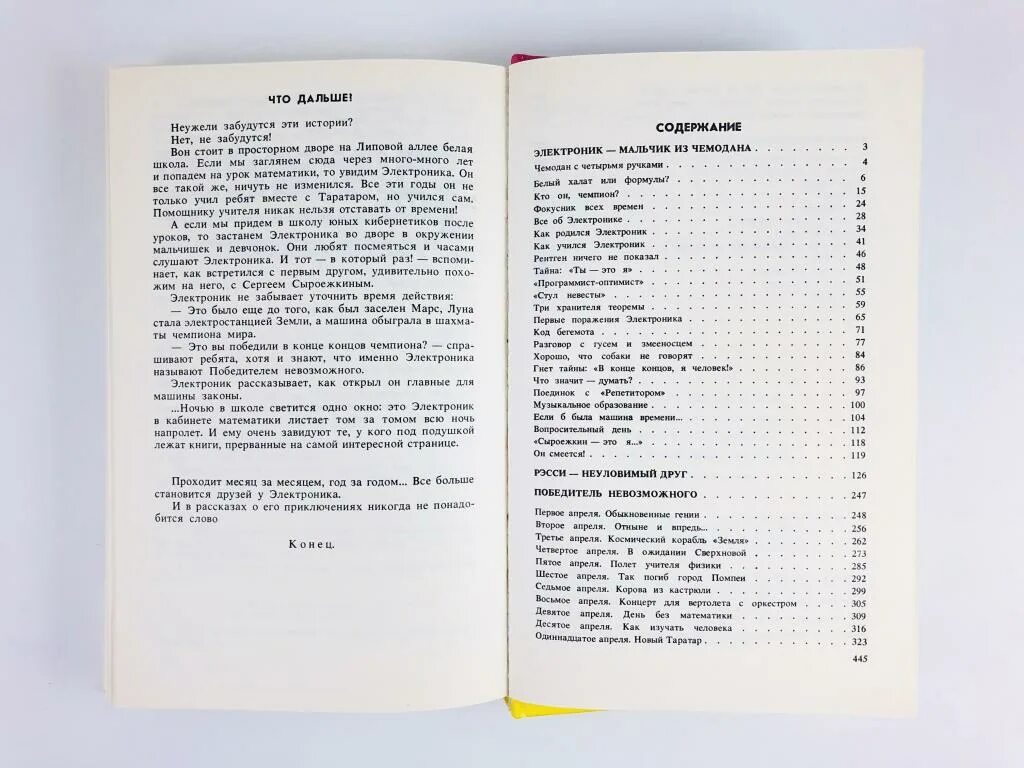 ЧТО ДАЛЬШЕ?
Неужели забудутся эти истории?
Нет, не забудутся!
Вон стоит в просторном дворе на Липовой аллее белая
школа. Если мы заглянем сюда через много-много лет
и попадем на урок математики, то увидим Электроника. Он
все такой же, ничуть не изменился. Все эти годы он не
только учил ребят вместе с Таратаром, но учился сам.
Помощнику учителя никак нельзя отставать от времени!
А если мы придем в школу юных кибернетиков после
уроков, то застанем Электроника во дворе в окружении
мальчишек и девчонок. Они любят посмеяться и часами
слушают Электроника. И тот — в который раз! — вспоми-
нает, как встретился с первым другом, удивительно похо-
жим на него, с Сергеем Сыроежкиным.
Электроник не забывает уточнить время действия:
— Это было еще до того, как был заселен Марс, Луна
стала электростанцией Земли, а машина обыграла в шахма-
ты чемпиона мира.
— Это вы победили в конце концов чемпиона? — спра-
шивают ребята, хотя и знают, что именно Электроника
называют Победителем невозможного.
Электроник рассказывает, как открыл он главные для
машины законы.
...Ночью в школе светится одно окно: это Электроник
в кабинете математики листает том за томом всю ночь
напролет. И ему очень завидуют те, у кого под подушкой
лежат книги, прерванные на самой интересной странице.
Проходит месяц за месяцем, год за годом... Все больше
становится друзей у Электроника.
И в рассказах о его приключениях никогда не понадо-
бится слово
Конец.
СОДЕРЖАНИЕ
ЭЛЕКТРОНИК — МАЛЬЧИК ИЗ ЧЕМОДАНА . . . . . . . . 3
Чемодан с четырьмя ручками . . . . . . . . 4
Белый халат или формулы? . . . . . . . . 6
Кто он, чемпион? . . . . . . . . 15
Фокусник всех времен . . . . . . . . 24
Все об Электронике . . . . . . . . 28
Как родился Электроник . . . . . . . . 34
Как учился Электроник . . . . . . . . 41
Рентген ничего не показал . . . . . . . . 46
Тайна: «Ты — это я» . . . . . . . . 48
«Программист-оптимист» . . . . . . . . 51
«Стул невесты» . . . . . . . . 55
Три хранителя теоремы . . . . . . . . 59
Первые поражения Электроника . . . . . . . . 65
Код бегемота . . . . . . . . 71
Разговор с гусем и змееносцем . . . . . . . . 77
Хорошо, что собаки не говорят . . . . . . . . 84
Гнет тайны: «В конце концов, я человек!» . . . . . . . . 86
Что значит — думать? . . . . . . . . 93
Поединок с «Репетитором» . . . . . . . . 97
Музыкальное образование . . . . . . . . 100
Если б была машина времени... . . . . . . . . 104
Вопросительный день . . . . . . . . 112
«Сыроежкин — это я...» . . . . . . . . 118
Он смеется! . . . . . . . . 119
РЭССИ — НЕУЛОВИМЫЙ ДРУГ . . . . . . . . 126
ПОБЕДИТЕЛЬ НЕВОЗМОЖНОГО . . . . . . . . 247
Первое апреля. Обыкновенные гении . . . . . . . . 248
Второе апреля. Отныне и впредь... . . . . . . . . 256
Третье апреля. Космический корабль «Земля» . . . . . . . . 262
Четвертое апреля. В ожидании Сверхновой . . . . . . . . 273
Пятое апреля. Полет учителя физики . . . . . . . . 285
Шестое апреля. Так погиб город Помпеи . . . . . . . . 292
Седьмое апреля. Корова из кастрюли . . . . . . . . 299
Восьмое апреля. Концерт для вертолета с оркестром . . . . 305
Девятое апреля. День без математики . . . . . . . . 309
Десятое апреля. Как изучать человека . . . . . . . . 316
Одиннадцатое апреля. Новый Таратар . . . . . . . . 323
445